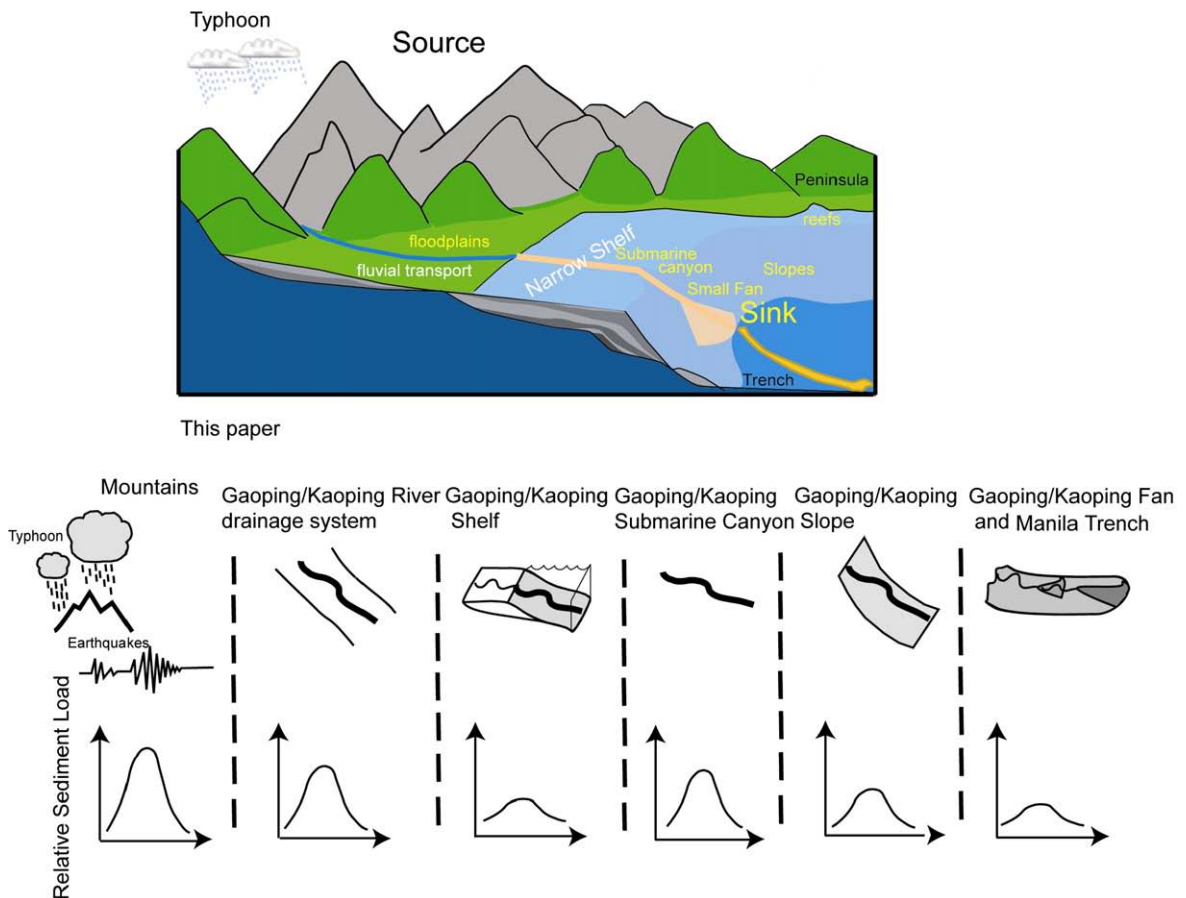 Typhoon
Source
Peninsula
reefs
floodplains
fluvial transport
Narrow Shelf
Submarine
canyon
Slopes
Small Fan
Sink
Trench
This paper
Mountains
Typhoon
Earthquakes
Gaoping/Kaoping River
drainage system
Gaoping/Kaoping
Shelf
Gaoping/Kaoping
Submarine Canyon
Gaoping/Kaoping
Slope
Gaoping/Kaoping Fan
and Manila Trench
Relative Sediment Load